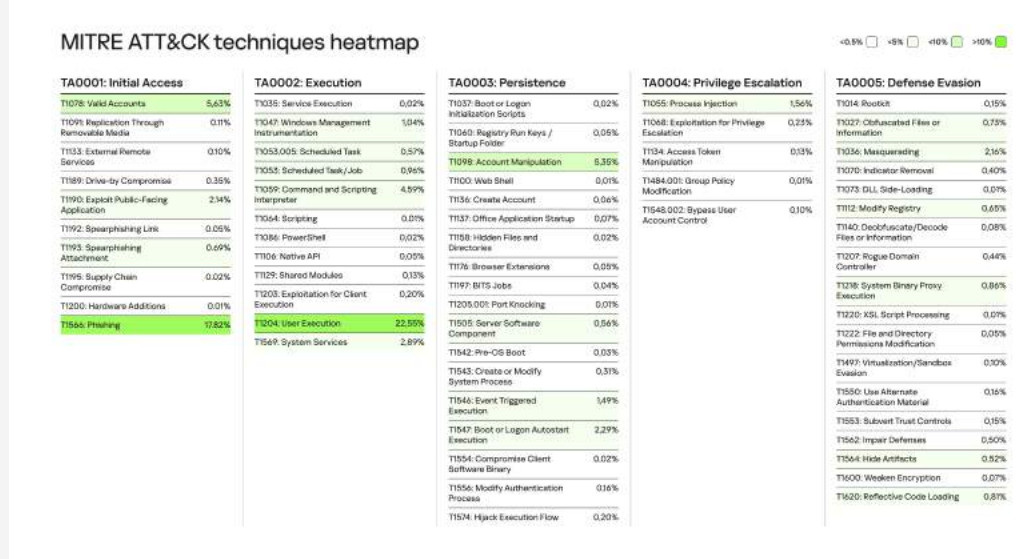 MITRE ATT&CK techniques heatmap
<0.5%
<5%
<10%
>10%
TA0001: Initial Access
T1078: Valid Accounts 5,63%
T1091: Replication Through
Removable Media 0.11%
T1133: External Remote
Services 0.10%
T1189: Drive-by Compromise 0.35%
T1190: Exploit Public-Facing
Application 2.14%
T1192: Spearphishing Link 0.05%
T1193: Spearphishing
Attachment 0.69%
T1195: Supply Chain
Compromise 0.02%
T1200: Hardware Additions 0.01%
T1566: Phishing 17.82%
TA0002: Execution
T1035: Service Execution 0,02%
T1047: Windows Management
Instrumentation 1,04%
T1053.005: Scheduled Task 0,57%
T1053: Scheduled Task/Job 0,96%
T1059: Command and Scripting
Interpreter 4.59%
T1064: Scripting 0.01%
T1086: PowerShell 0,02%
T1106: Native API 0,05%
T1129: Shared Modules 0,13%
T1203: Exploitation for Client
Execution 0,20%
T1204: User Execution 22,55%
T1569: System Services 2,89%
TA0003: Persistence
T1037: Boot or Logon
Initialization Scripts 0,02%
T1060: Registry Run Keys /
Startup Folder 0,05%
T1098: Account Manipulation 5,35%
T1100: Web Shell 0,01%
T1136: Create Account 0,06%
T1137: Office Application Startup 0,07%
T1158: Hidden Files and
Directories 0,02%
T1176: Browser Extensions 0,05%
T1197: BITS Jobs 0,04%
T1205.001: Port Knocking 0,01%
T1505: Server Software
Component 0,56%
T1542: Pre-OS Boot 0,03%
T1543: Create or Modify
System Process 0,31%
T1546: Event Triggered
Execution 1,49%
T1547: Boot or Logon Autostart
Execution 2,29%
T1554: Compromise Client
Software Binary 0.02%
T1556: Modify Authentication
Process 0,16%
T1574: Hijack Execution Flow 0,20%
TA0004: Privilege Escalation
T1055: Process Injection 1,56%
T1068: Exploitation for Privilege
Escalation 0,23%
T1134: Access Token
Manipulation 0,13%
T1484.001: Group Policy
Modification 0,01%
T1548.002: Bypass User
Account Control 0,10%
TA0005: Defense Evasion
T1014: Rootkit 0,15%
T1027: Obfuscated Files or
Information 0,73%
T1036: Masquerading 2,16%
T1070: Indicator Removal 0,40%
T1073: DLL Side-Loading 0,01%
T1112: Modify Registry 0,65%
T1140: Deobfuscate/Decode
Files or Information 0,08%
T1207: Rogue Domain
Controller 0,44%
T1218: System Binary Proxy
Execution 0,86%
T1220: XSL Script Processing 0,01%
T1222: File and Directory
Permissions Modification 0,05%
T1497: Virtualization/Sandbox
Evasion 0,10%
T1550: Use Alternate
Authentication Material 0,16%
T1553: Subvert Trust Controls 0,15%
T1562: Impair Defenses 0,50%
T1564: Hide Artifacts 0,52%
T1600: Weaken Encryption 0,07%
T1620: Reflective Code Loading 0,81%